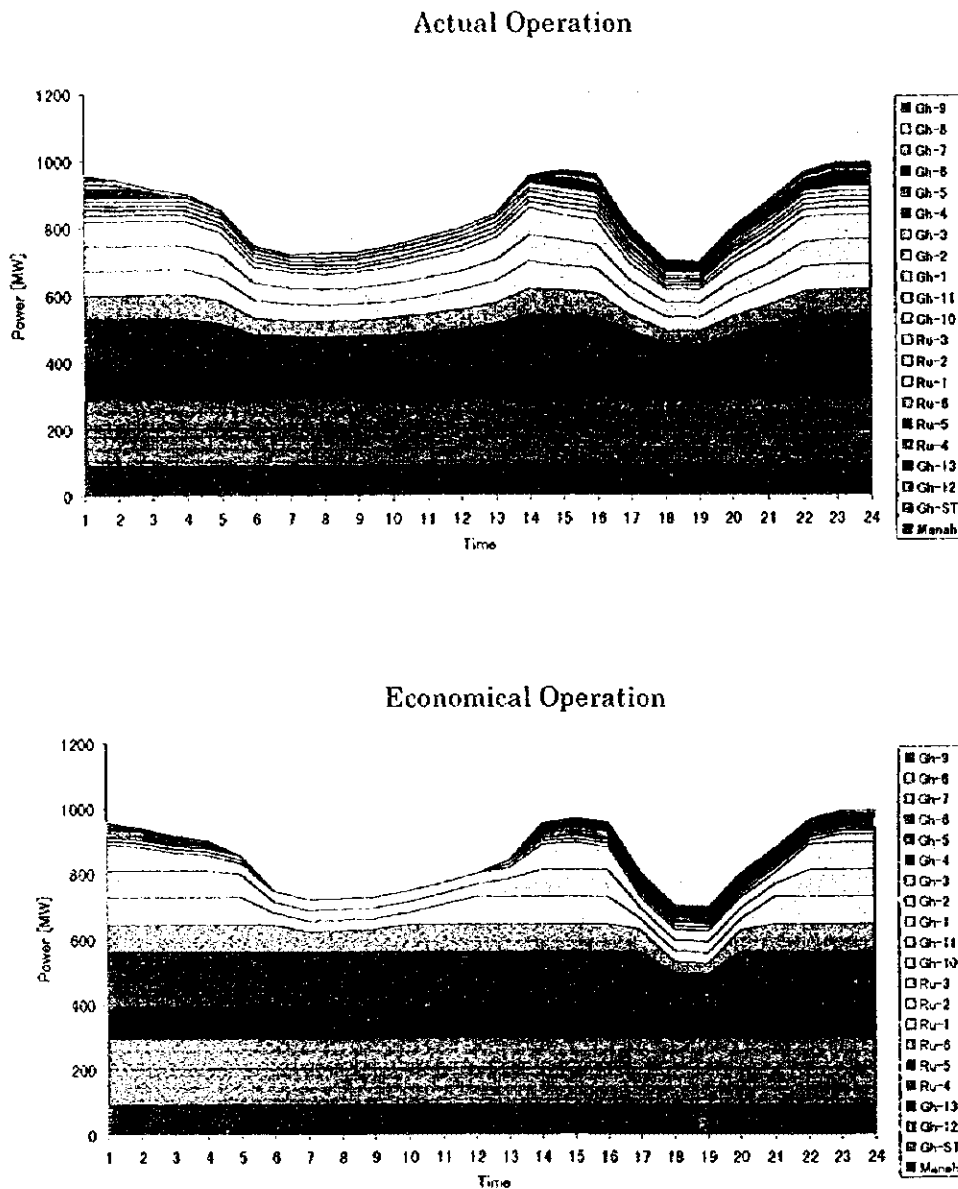 Actual Operation
1200
1000
800
600
400
200
0
Power [MW]
1 2 3 4 5 6 7 8 9 10 11 12 13 14 15 16 17 18 19 20 21 22 23 24
Time
Gh-9
Gh-8
Gh-7
Gh-6
Gh-5
Gh-4
Gh-3
Gh-2
Gh-1
Gh-11
Gh-10
Ru-3
Ru-2
Ru-1
Ru-6
Ru-5
Ru-4
Gh-13
Gh-12
Gh-ST
Manah
Economical Operation
1200
1000
800
600
400
200
0
Power [MW]
1 2 3 4 5 6 7 8 9 10 11 12 13 14 15 16 17 18 19 20 21 22 23 24
Time
Gh-9
Gh-8
Gh-7
Gh-6
Gh-5
Gh-4
Gh-3
Gh-2
Gh-1
Gh-11
Gh-10
Ru-3
Ru-2
Ru-1
Ru-6
Ru-5
Ru-4
Gh-13
Gh-12
Gh-ST
Manah